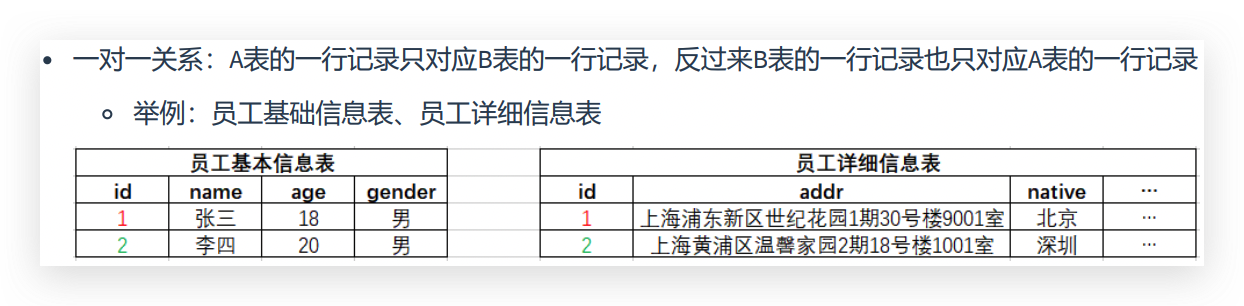 一对一关系：A表的一行记录只对应B表的一行记录，反过来B表的一行记录也只对应A表的一行记录
举例：员工基础信息表、员工详细信息表
员工基本信息表
id name age gender
1 张三 18 男
2 李四 20 男
员工详细信息表
id addr native ...
1 上海浦东新区世纪花园1期30号楼9001室 北京 ...
2 上海黄浦区温馨家园2期18号楼1001室 深圳 ...